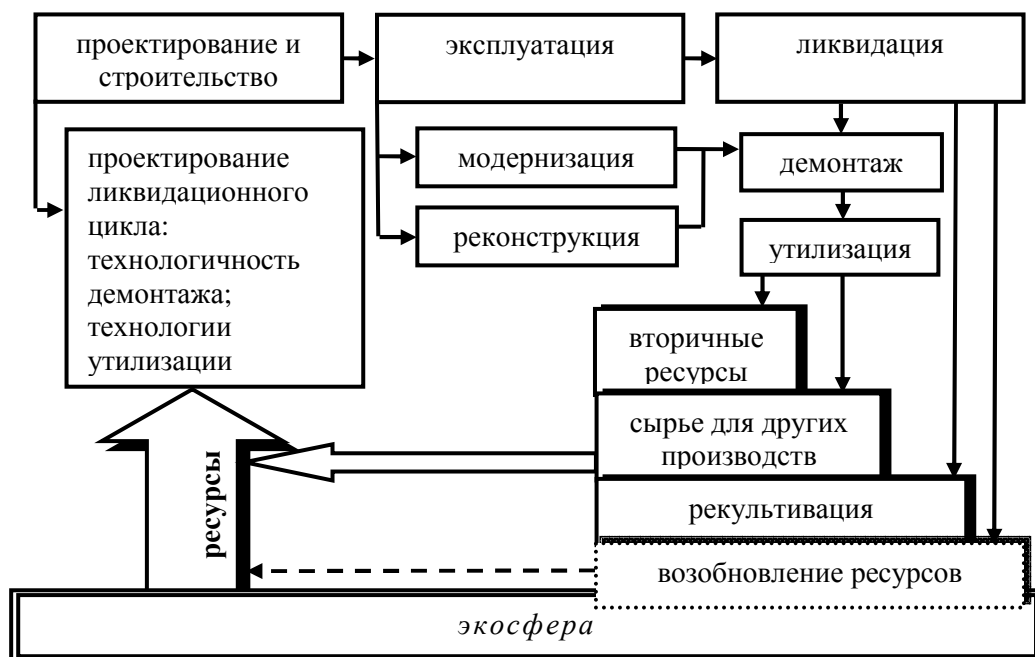 проектирование и
строительство
эксплуатация
ликвидация
проектирование
ликвидационного
цикла:
технологичность
демонтажа;
технологии
утилизации
модернизация
демонтаж
реконструкция
утилизация
вторичные
ресурсы
сырье для других
производств
рекультивация
возобновление ресурсов
ресурсы
экосфера